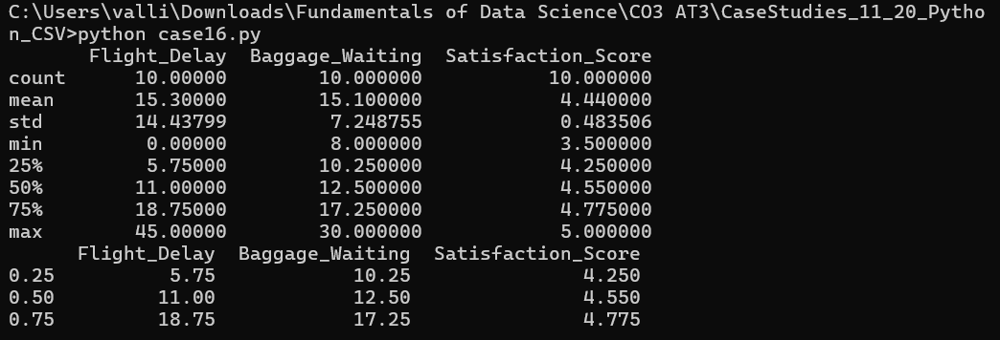 C:\Users\valli\Downloads\Fundamentals of Data Science\CO3 AT3\CaseStudies_11_20_Pytho
n_CSV>python case16.py
       Flight_Delay  Baggage_Waiting  Satisfaction_Score
count      10.00000        10.000000           10.000000
mean       15.30000        15.100000            4.440000
std        14.43799         7.248755            0.483506
min         0.00000         8.000000            3.500000
25%         5.75000        10.250000            4.250000
50%        11.00000        12.500000            4.550000
75%        18.75000        17.250000            4.775000
max        45.00000        30.000000            5.000000
      Flight_Delay  Baggage_Waiting  Satisfaction_Score
0.25          5.75            10.25               4.250
0.50         11.00            12.50               4.550
0.75         18.75            17.25               4.775